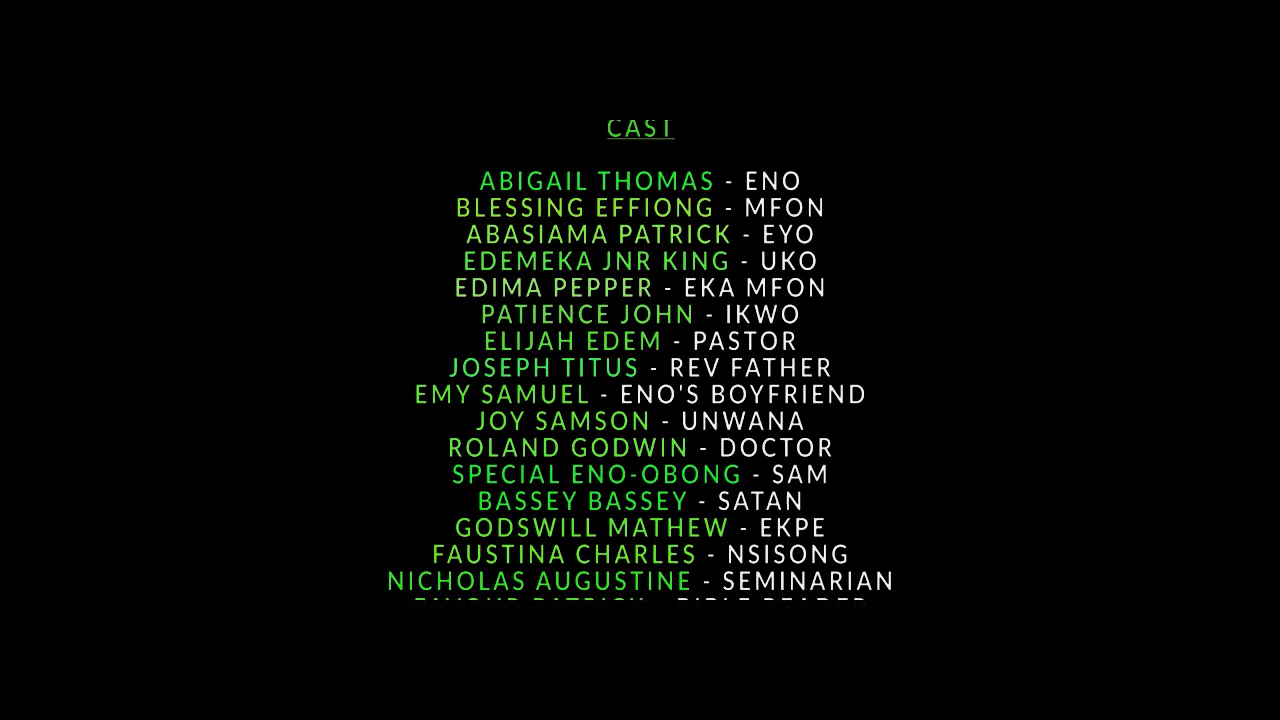 CAST
ABIGAIL THOMAS - ENO
BLESSING EFFIONG - MFON
ABASIAMA PATRICK - EYO
EDEMEKA JNR KING - UKO
EDIMA PEPPER - EKA MFON
PATIENCE JOHN - IKWO
ELIJAH EDEM - PASTOR
JOSEPH TITUS - REV FATHER
EMY SAMUEL - ENO'S BOYFRIEND
JOY SAMSON - UNWANA
ROLAND GODWIN - DOCTOR
SPECIAL ENO-OBONG - SAM
BASSEY BASSEY - SATAN
GODSWILL MATHEW - EKPE
FAUSTINA CHARLES - NSISONG
NICHOLAS AUGUSTINE - SEMINARIAN